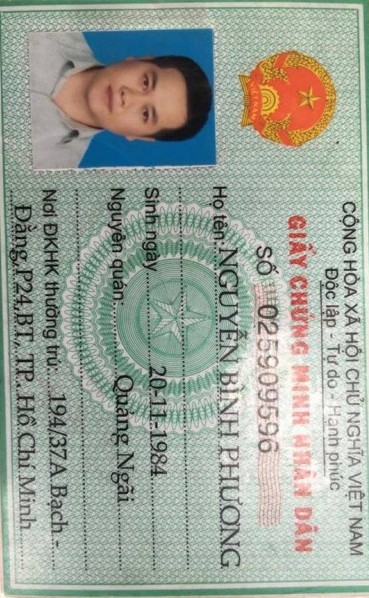 CỘNG HÒA XÃ HỘI CHỦ NGHĨA VIỆT NAM
Độc lập - Tự do - Hạnh phúc
GIẤY CHỨNG MINH NHÂN DÂN
SỐ 025909596
Họ tên: NGUYỄN BÌNH PHƯƠNG
Sinh ngày 20-11-1984
Nguyên quán: Quảng Ngãi
Nơi ĐKHK thường trú: 194/37A Bạch -
Đằng,P24,BT, TP. Hồ Chí Minh
VIỆT NAM